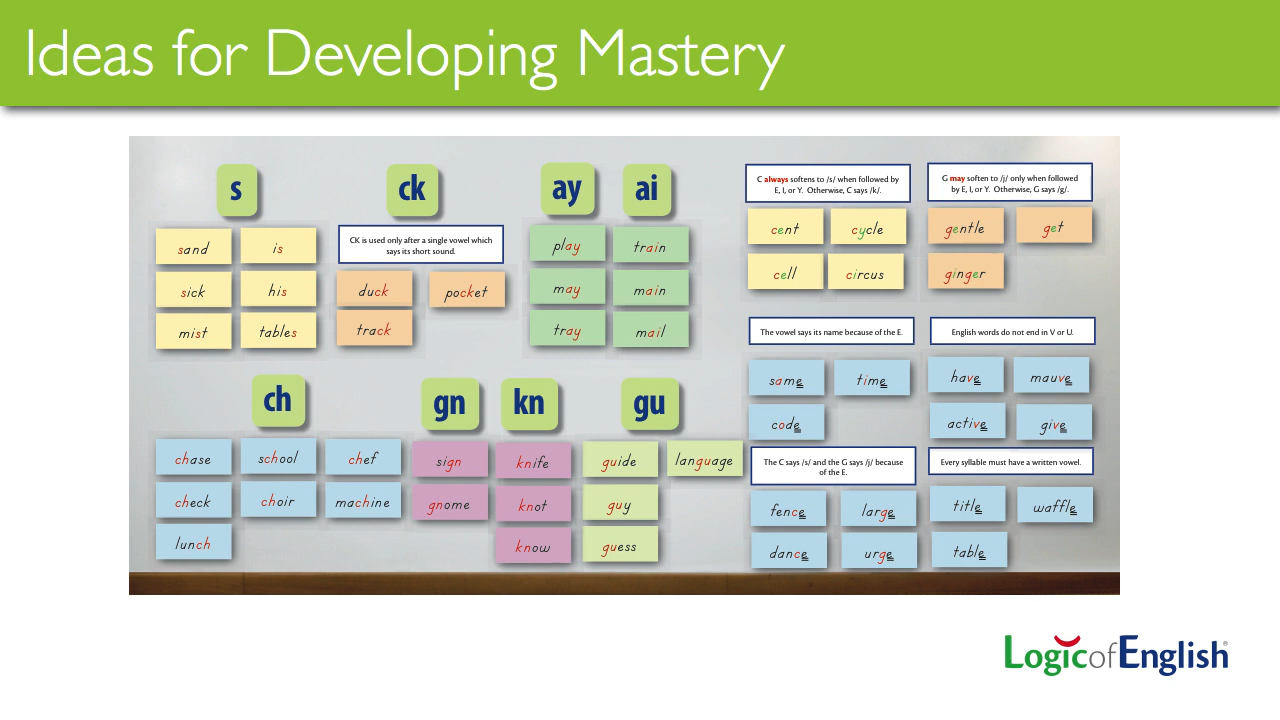 Ideas for Developing Mastery
s
ck
sand
is
sick
his
mist
tables
CK is used only after a single vowel which
says its short sound.
duck
pocket
track
ay
ai
play
train
may
main
tray
mail
C always softens to /s/ when followed by
E, I, or Y. Otherwise, C says /k/.
cent
cycle
cell
circus
G may soften to /j/ only when followed
by E, I, or Y. Otherwise, G says /g/.
gentle
get
ginger
The vowel says its name because of the E.
same
time
code
English words do not end in V or U.
have
mauve
active
give
ch
chase
school
chef
check
choir
machine
lunch
gn
kn
sign
knife
gnome
knot
know
gu
guide
language
guy
guess
The C says /s/ and the G says /j/ because
of the E.
fence
large
dance
urge
Every syllable must have a written vowel.
title
waffle
table
Logic of English®